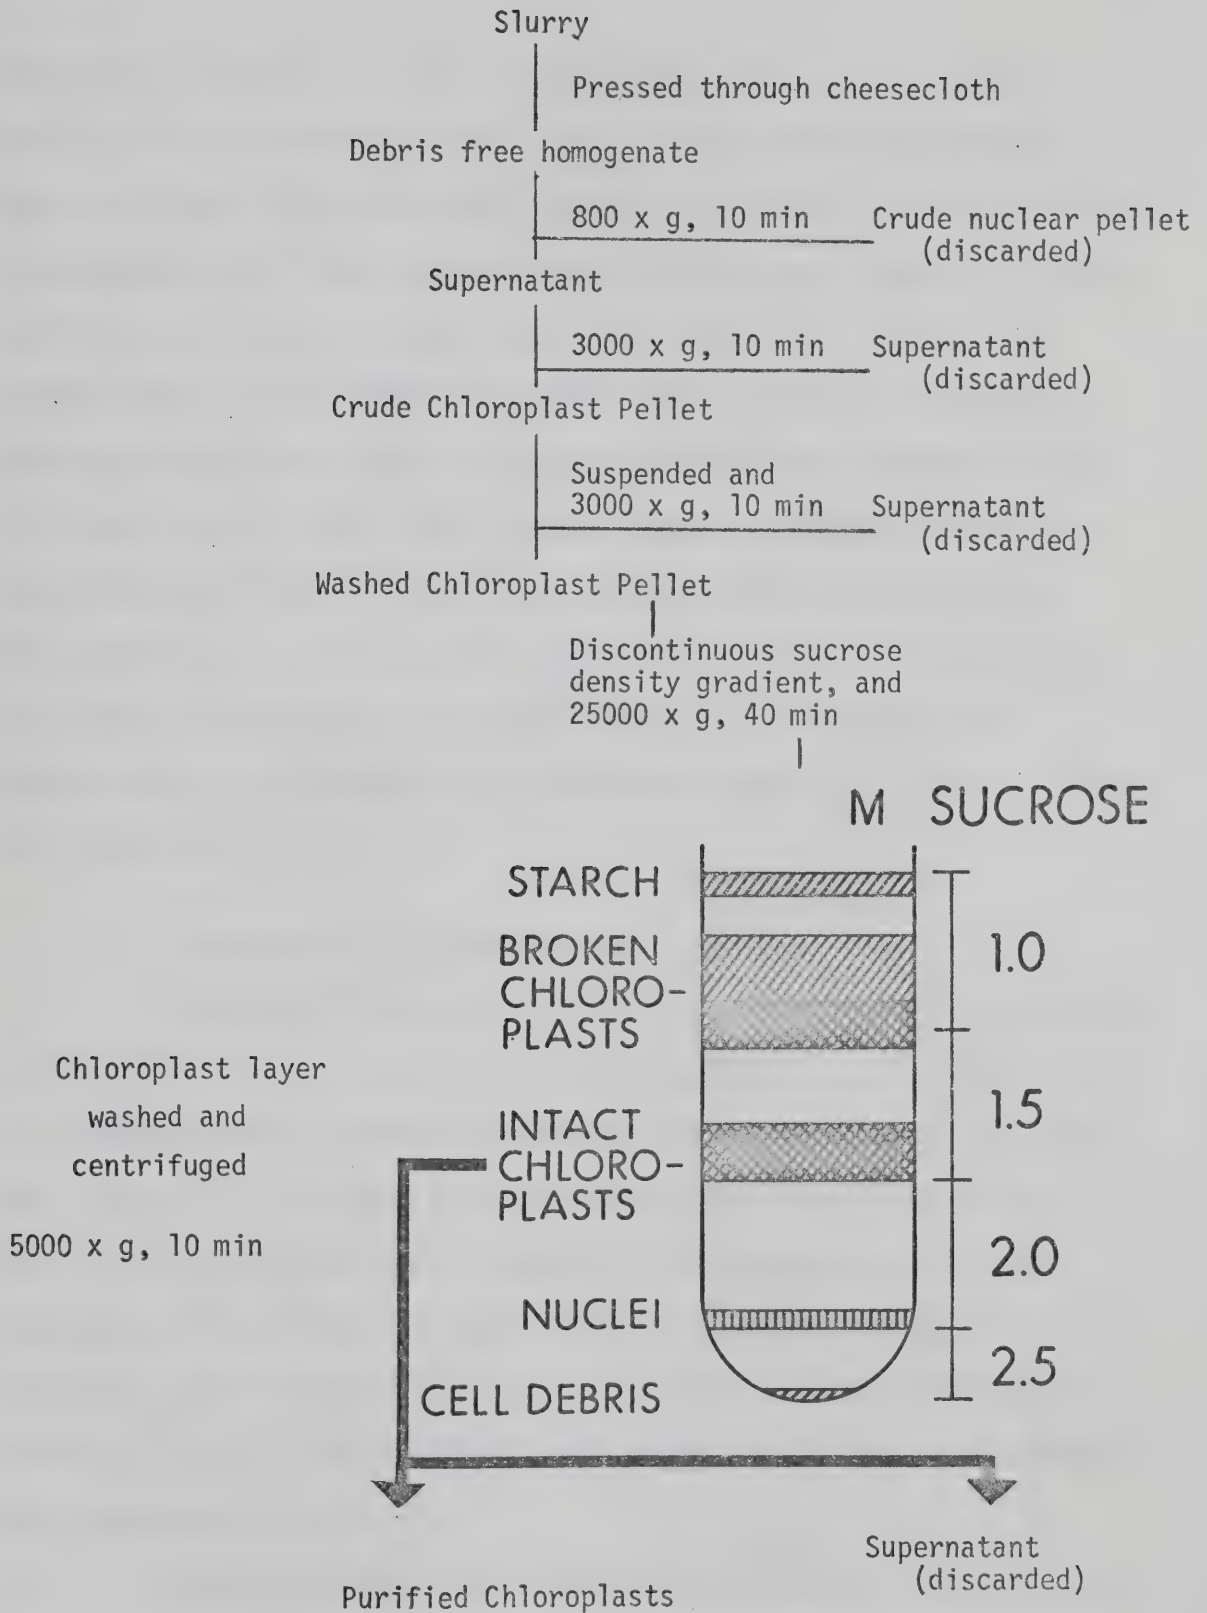 Slurry
Pressed through cheesecloth
Debris free homogenate
800 x g, 10 min Crude nuclear pellet
(discarded)
Supernatant
3000 x g, 10 min Supernatant
(discarded)
Crude Chloroplast Pellet
Suspended and
3000 x g, 10 min Supernatant
(discarded)
Washed Chloroplast Pellet
Discontinuous sucrose
density gradient, and
25000 x g, 40 min
M SUCROSE
STARCH
BROKEN
CHLORO-
PLASTS
1.0
Chloroplast layer
washed and
centrifuged
5000 x g, 10 min
INTACT
CHLORO-
PLASTS
1.5
2.0
NUCLEI
2.5
CELL DEBRIS
Supernatant
(discarded)
Purified Chloroplasts